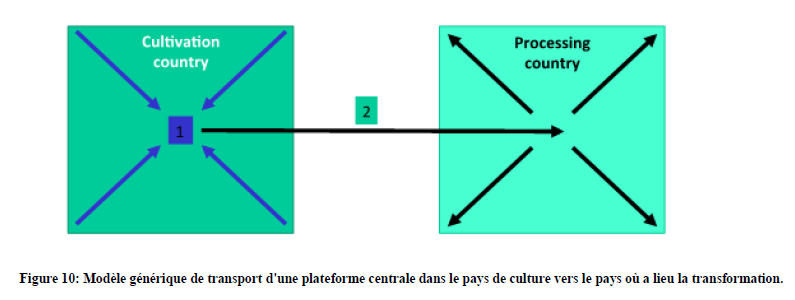 Cultivation
country
Processing
country
2
1
Figure 10: Modèle générique de transport d'une plateforme centrale dans le pays de culture vers le pays où a lieu la transformation.